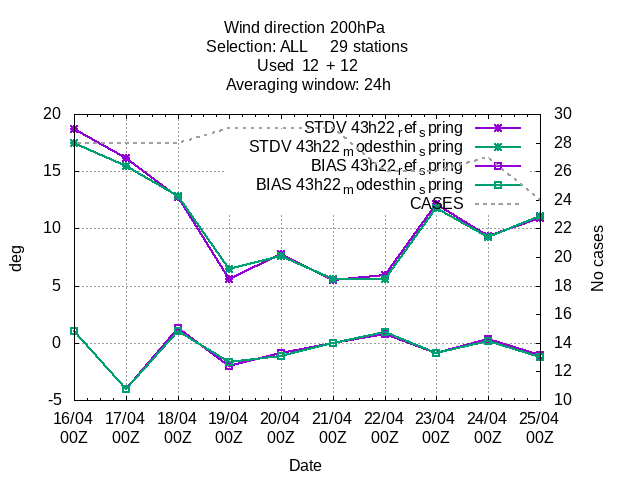 Wind direction 200hPa
Selection: ALL 29 stations
Used 12 + 12
Averaging window: 24h
STDV 43h22_ref_spring
STDV 43h22_modesthin_spring
BIAS 43h22_ref_spring
BIAS 43h22_modesthin_spring
CASES
20
15
10
5
0
-5
deg
30
28
26
24
22
20
18
16
14
12
10
No cases
16/04 17/04 18/04 19/04 20/04 21/04 22/04 23/04 24/04 25/04
00Z 00Z 00Z 00Z 00Z 00Z 00Z 00Z 00Z 00Z
Date